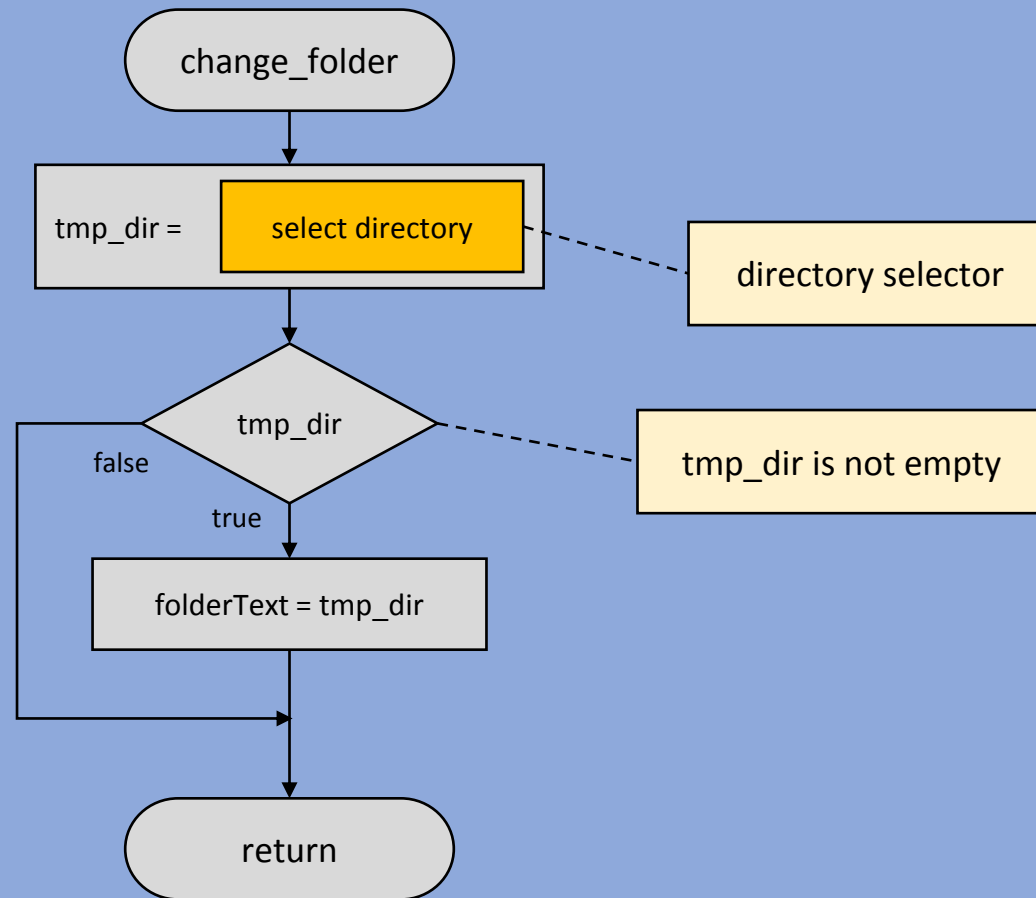 change_folder
tmp_dir =
select directory
directory selector
tmp_dir
false
tmp_dir is not empty
true
folderText = tmp_dir
return